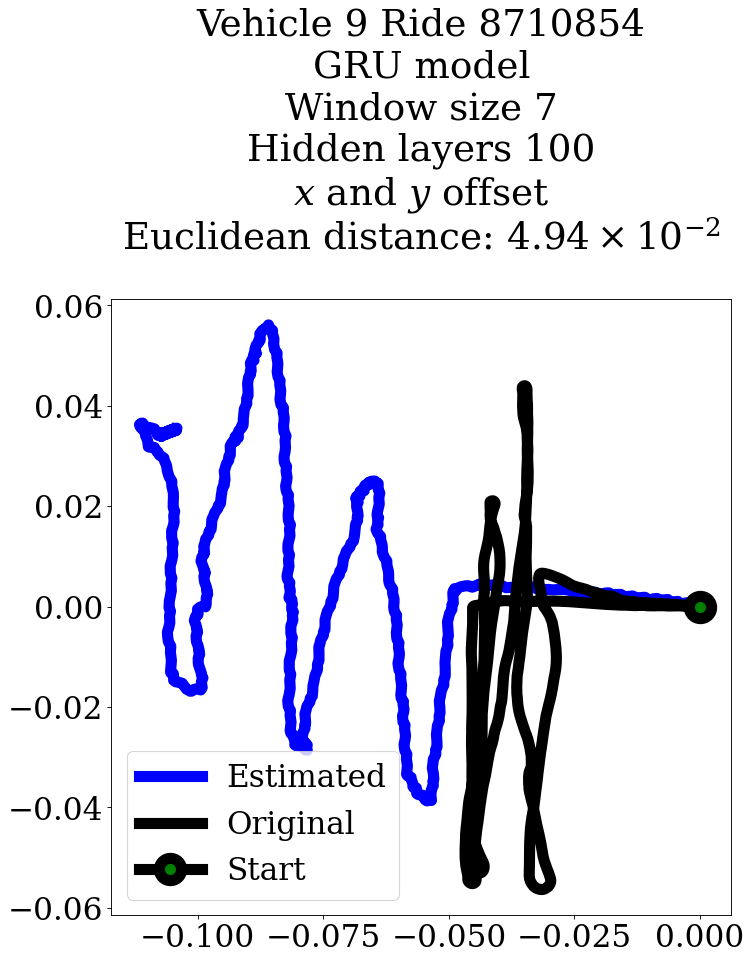 Vehicle 9 Ride 8710854
GRU model
Window size 7
Hidden layers 100
x and y offset
Euclidean distance: 4.94 × 10⁻²
0.06
0.04
0.02
0.00
−0.02
−0.04
−0.06
Estimated
Original
Start
−0.100 −0.075 −0.050 −0.025 0.000